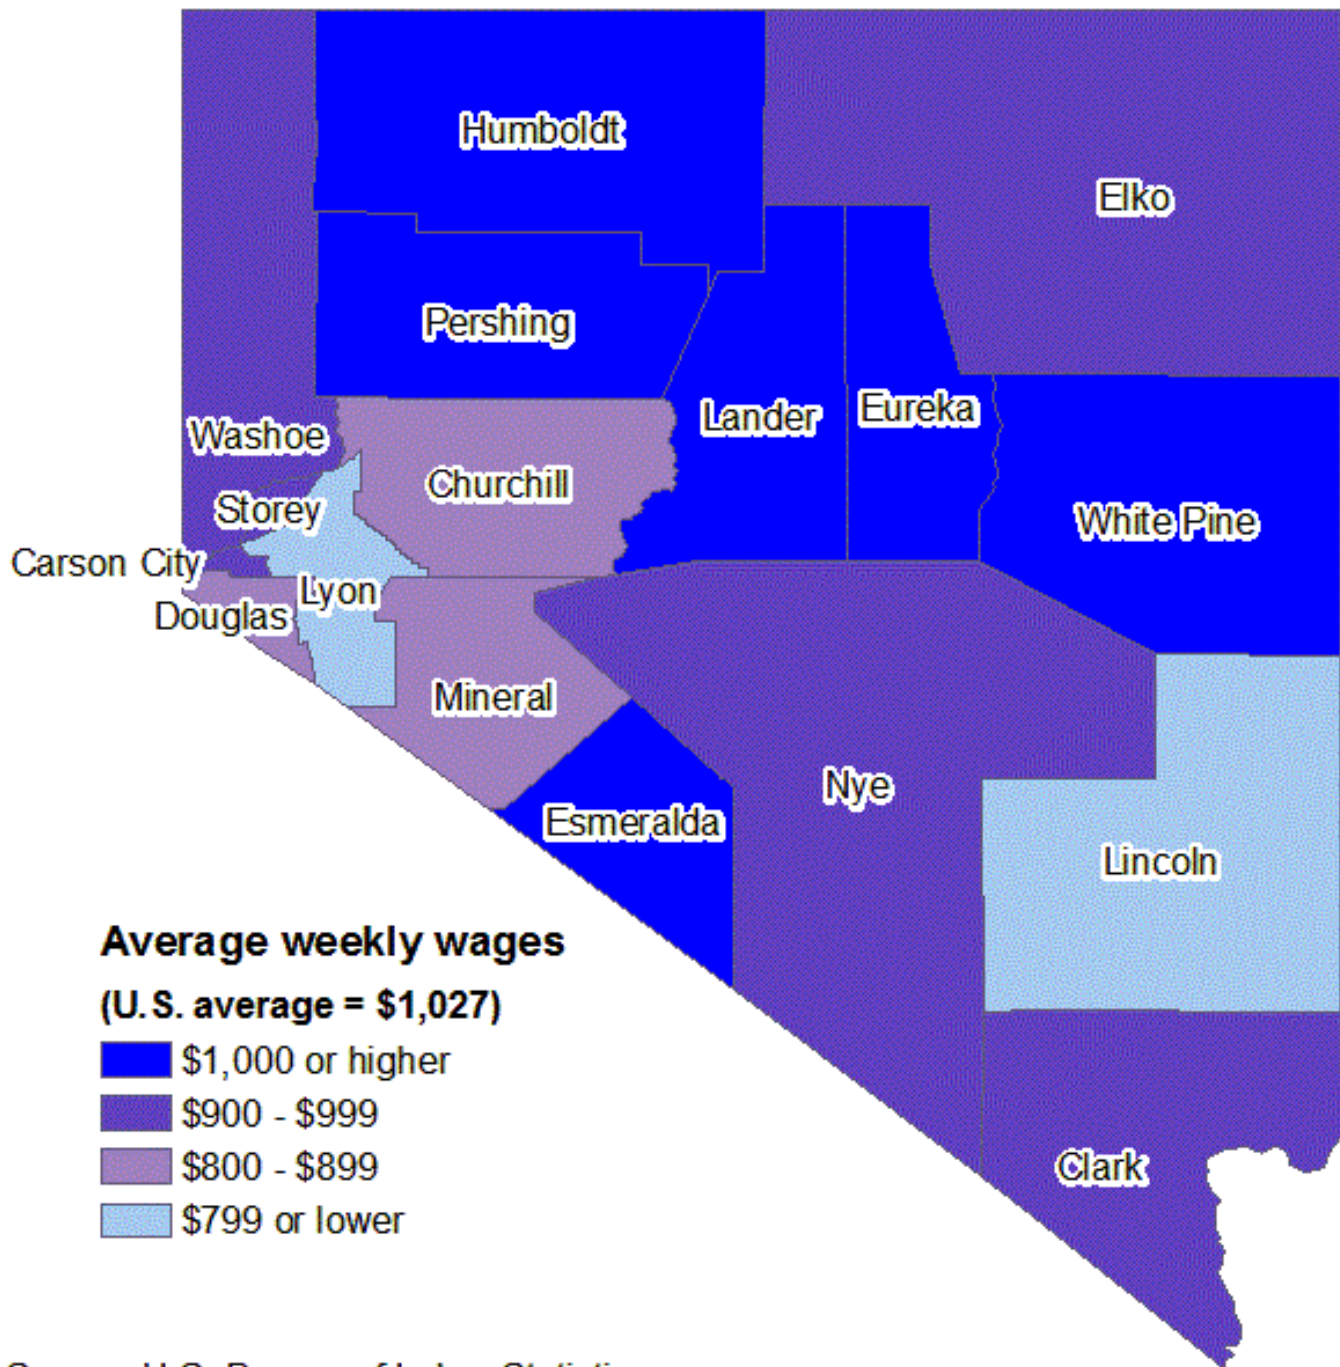 Humboldt
Elko
Pershing
Lander
Eureka
Washoe
Churchill
Storey
White Pine
Carson City
Lyon
Douglas
Mineral
Nye
Esmeralda
Lincoln
Average weekly wages
(U.S. average = $1,027)
$1,000 or higher
$900 - $999
Clark
$800 - $899
$799 or lower